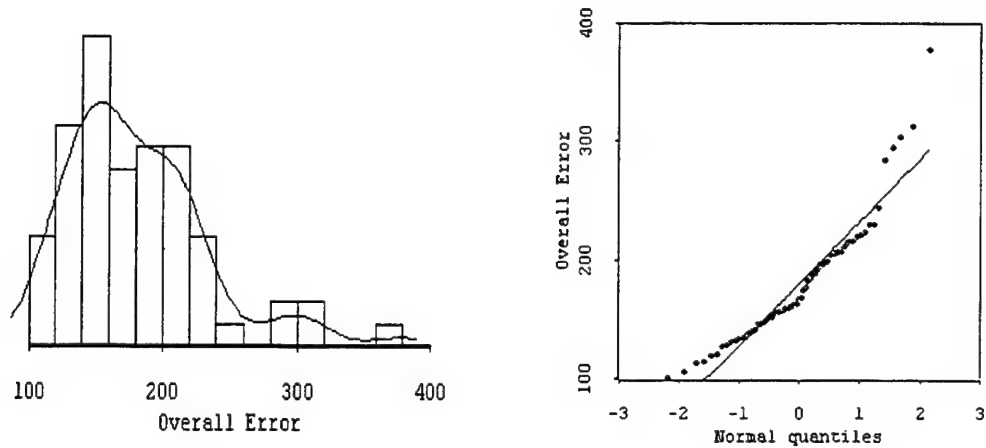 100 200 300 400
Overall Error
Overall Error
400
300
200
100
-3 -2 -1 0 1 2 3
Normal quantiles